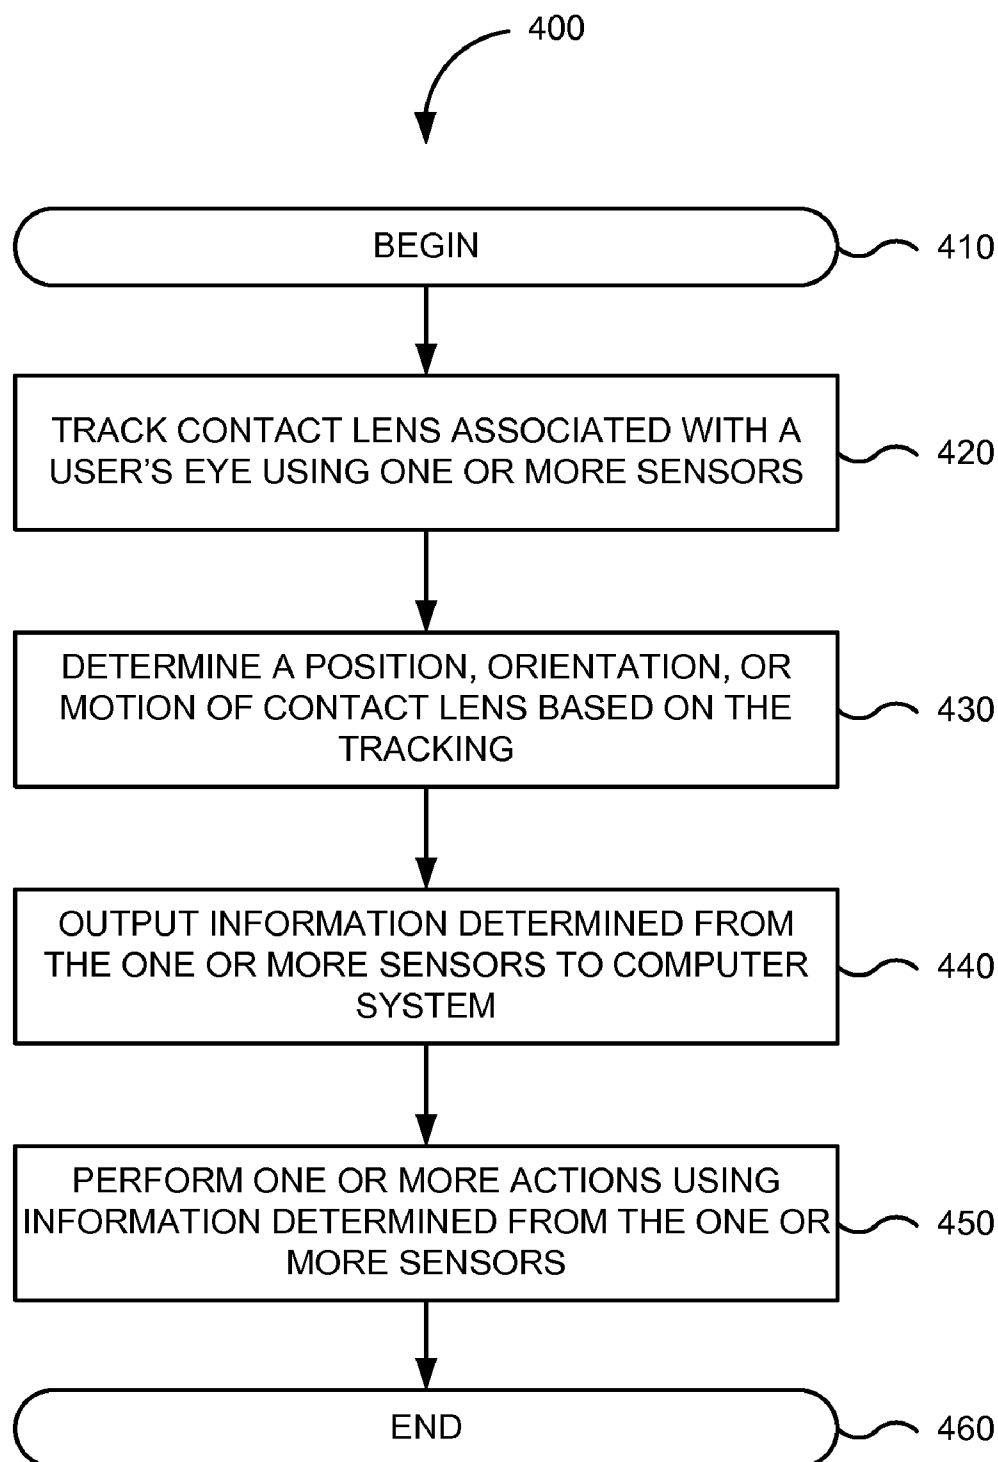 400
BEGIN
410
TRACK CONTACT LENS ASSOCIATED WITH A
USER'S EYE USING ONE OR MORE SENSORS
420
DETERMINE A POSITION, ORIENTATION, OR
MOTION OF CONTACT LENS BASED ON THE
TRACKING
430
OUTPUT INFORMATION DETERMINED FROM
THE ONE OR MORE SENSORS TO COMPUTER
SYSTEM
440
PERFORM ONE OR MORE ACTIONS USING
INFORMATION DETERMINED FROM THE ONE OR
MORE SENSORS
450
END
460